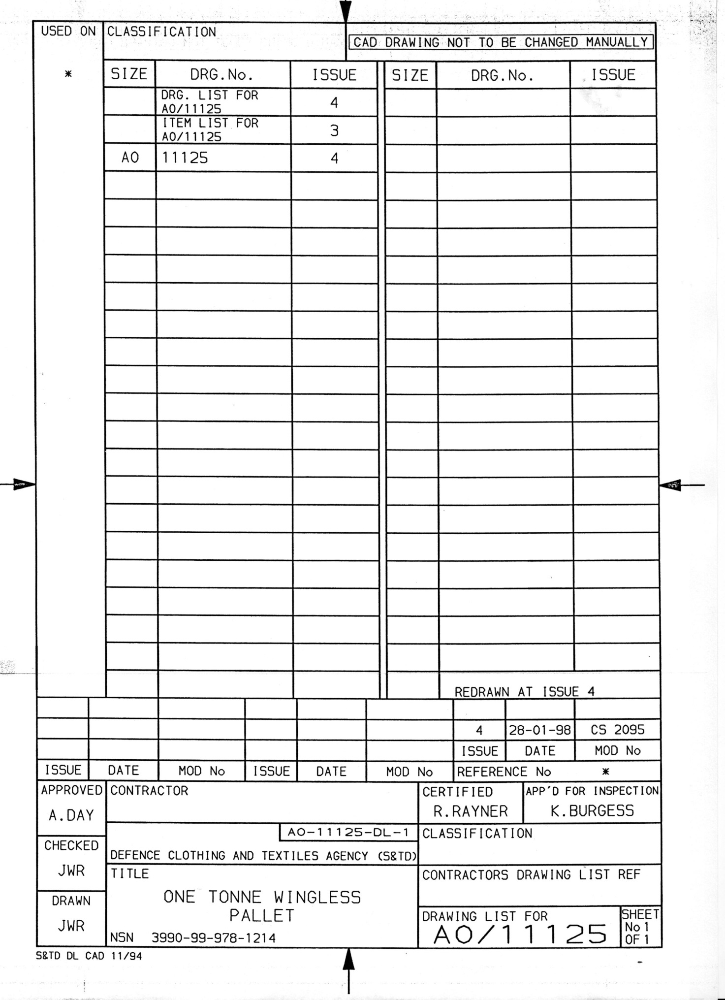 USED ON
*
CLASSIFICATION
CAD DRAWING NOT TO BE CHANGED MANUALLY
SIZE DRG.No. ISSUE SIZE DRG.No. ISSUE
DRG. LIST FOR
AO/11125 4
ITEM LIST FOR
AO/11125 3
AO 11125 4
REDRAWN AT ISSUE 4
4 28-01-98 CS 2095
ISSUE DATE MOD No
ISSUE DATE MOD No ISSUE DATE MOD No REFERENCE No *
APPROVED
A.DAY
CHECKED
JWR
DRAWN
JWR
CONTRACTOR
AO-11125-DL-1
DEFENCE CLOTHING AND TEXTILES AGENCY (S&TD)
TITLE
ONE TONNE WINGLESS
PALLET
NSN 3990-99-978-1214
CERTIFIED
R.RAYNER
APP'D FOR INSPECTION
K.BURGESS
CLASSIFICATION
CONTRACTORS DRAWING LIST REF
DRAWING LIST FOR
AO/11125
SHEET
No 1
OF 1
S&TD DL CAD 11/94